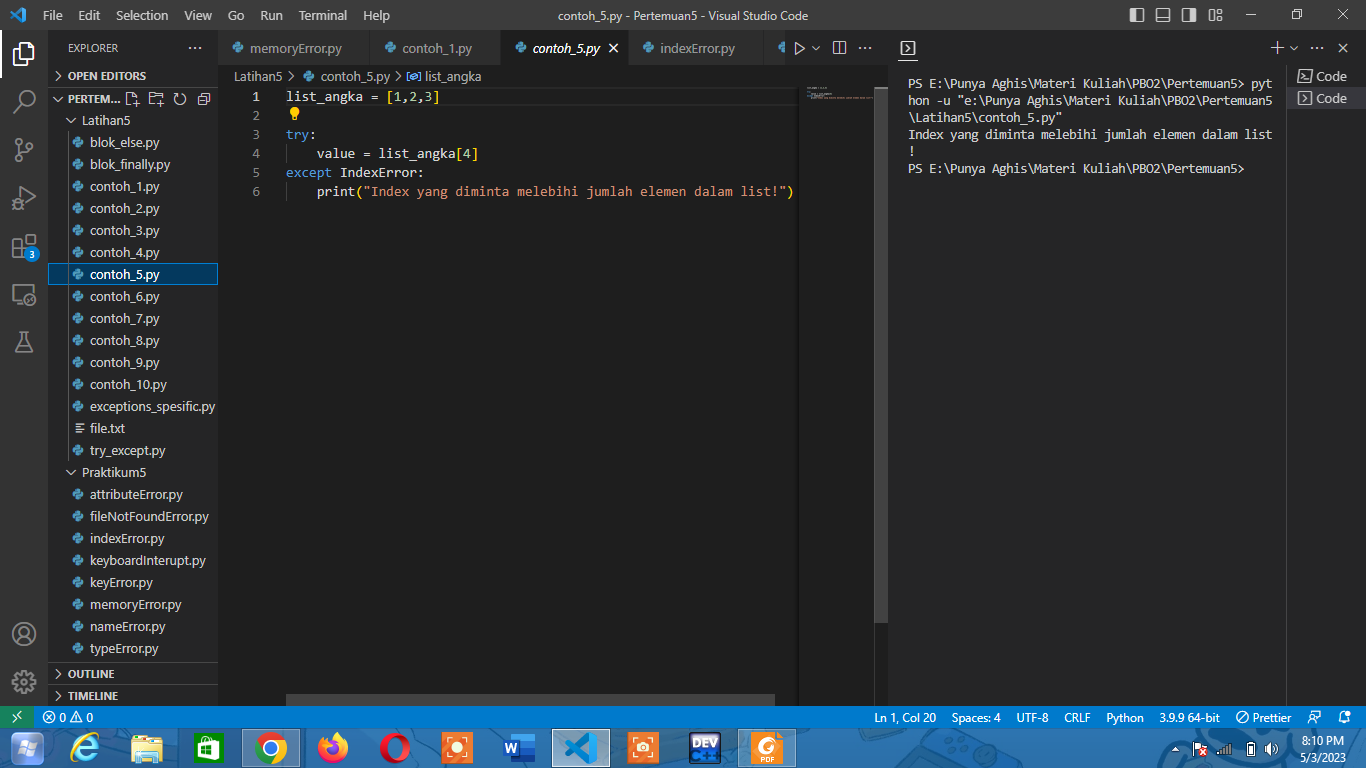 File Edit Selection View Go Run Terminal Help
contoh_5.py - Pertemuan5 - Visual Studio Code
EXPLORER
OPEN EDITORS
PERTEM...
Latihan5
blok_else.py
blok_finally.py
contoh_1.py
contoh_2.py
contoh_3.py
contoh_4.py
contoh_5.py
contoh_6.py
contoh_7.py
contoh_8.py
contoh_9.py
contoh_10.py
exceptions_spesific.py
file.txt
try_except.py
Praktikum5
attributeError.py
fileNotFoundError.py
indexError.py
keyboardInterupt.py
keyError.py
memoryError.py
nameError.py
typeError.py
OUTLINE
TIMELINE
3
memoryError.py contoh_1.py contoh_5.py indexError.py
Latihan5 > contoh_5.py > list_angka
1 list_angka = [1,2,3]
2
3 try:
4 value = list_angka[4]
5 except IndexError:
6 print("Index yang diminta melebihi jumlah elemen dalam list!")
PS E:\Punya Aghis\Materi Kuliah\PBO2\Pertemuan5> pyt
hon -u "e:\Punya Aghis\Materi Kuliah\PBO2\Pertemuan5
\Latihan5\contoh_5.py"
Index yang diminta melebihi jumlah elemen dalam list
!
PS E:\Punya Aghis\Materi Kuliah\PBO2\Pertemuan5>
Code
Code
0 0 Ln 1, Col 20 Spaces: 4 UTF-8 CRLF Python 3.9.9 64-bit Prettier
W
DEV
C++
PDF
8:10 PM
5/3/2023